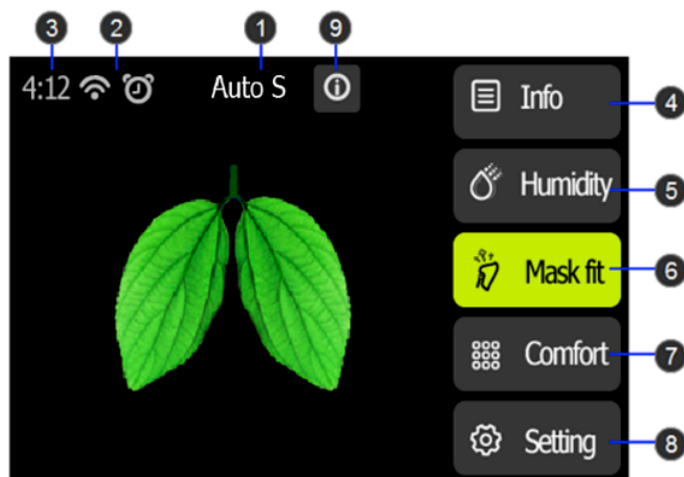 3 2 1 9
4:12 Auto S
Info 4
Humidity 5
Mask fit 6
Comfort 7
Setting 8